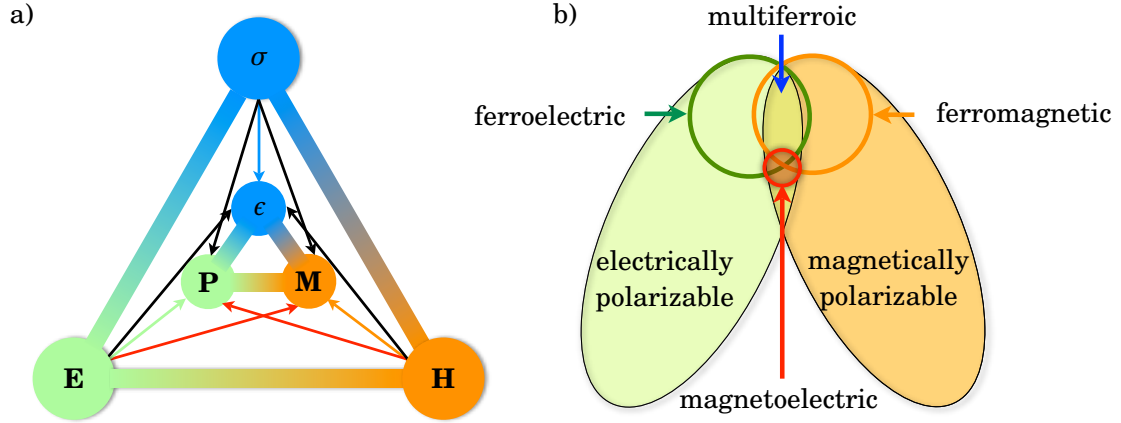 a)
σ
ϵ
P
M
E
H
b)
multiferroic
ferroelectric
ferromagnetic
electrically
polarizable
magnetically
polarizable
magnetoelectric